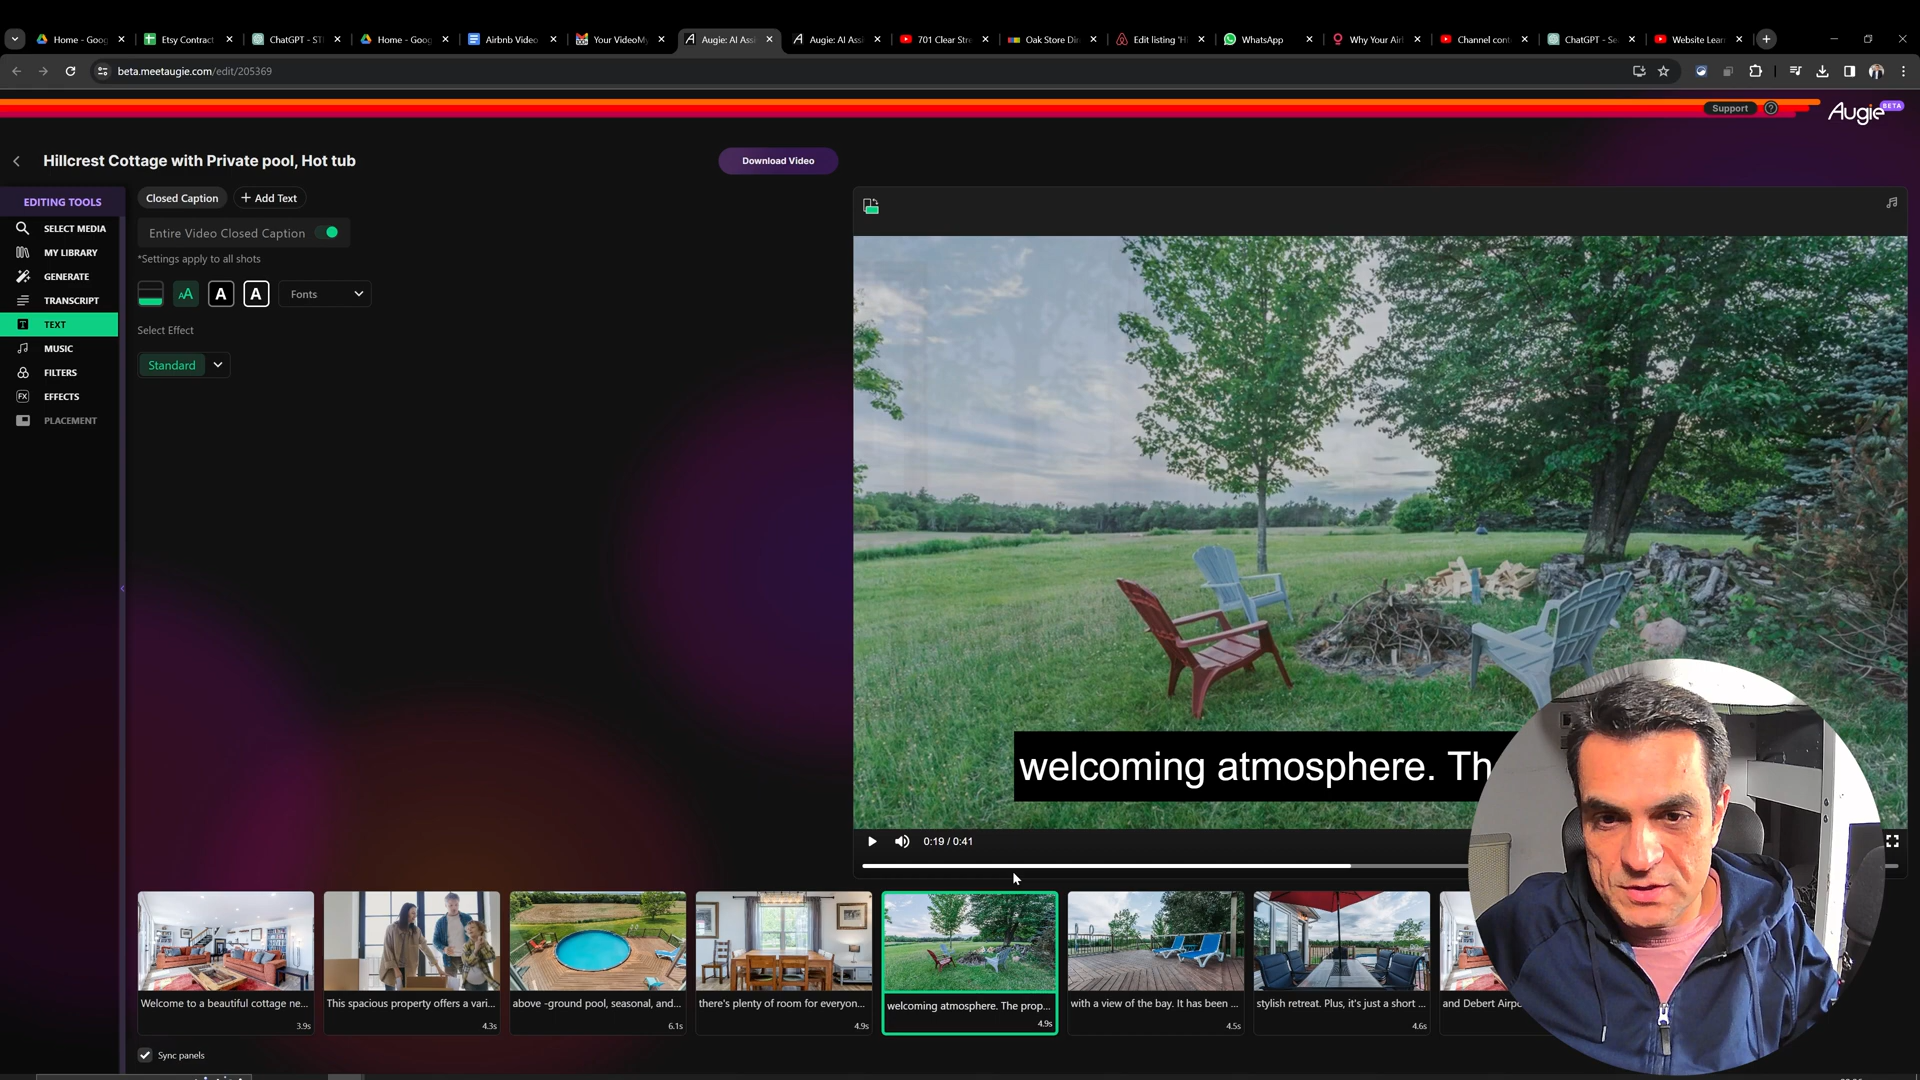 Home - Goog
Etsy Contract
ChatGPT - ST
Home - Goog
Airbnb Video
Your VideoMy
Augie: AI Assi
Augie: AI Assi
701 Clear Stre
Oak Store Dir
Edit listing 'Hi
WhatsApp
Why Your Air
Channel cont
ChatGPT - Se
Website Lear
beta.meetaugie.com/edit/205369
Support
Augie BETA
Hillcrest Cottage with Private pool, Hot tub
Download Video
EDITING TOOLS
SELECT MEDIA
MY LIBRARY
GENERATE
TRANSCRIPT
TEXT
MUSIC
FILTERS
EFFECTS
PLACEMENT
Closed Caption
+ Add Text
Entire Video Closed Caption
*Settings apply to all shots
Fonts
Select Effect
Standard
welcoming atmosphere. Th
0:19 / 0:41
Welcome to a beautiful cottage ne...
3.9s
This spacious property offers a vari...
4.3s
above -ground pool, seasonal, and...
6.1s
there's plenty of room for everyon...
4.9s
welcoming atmosphere. The prop...
4.9s
with a view of the bay. It has been ...
4.5s
stylish retreat. Plus, it's just a short ...
4.6s
and Debert Airpo
Sync panels